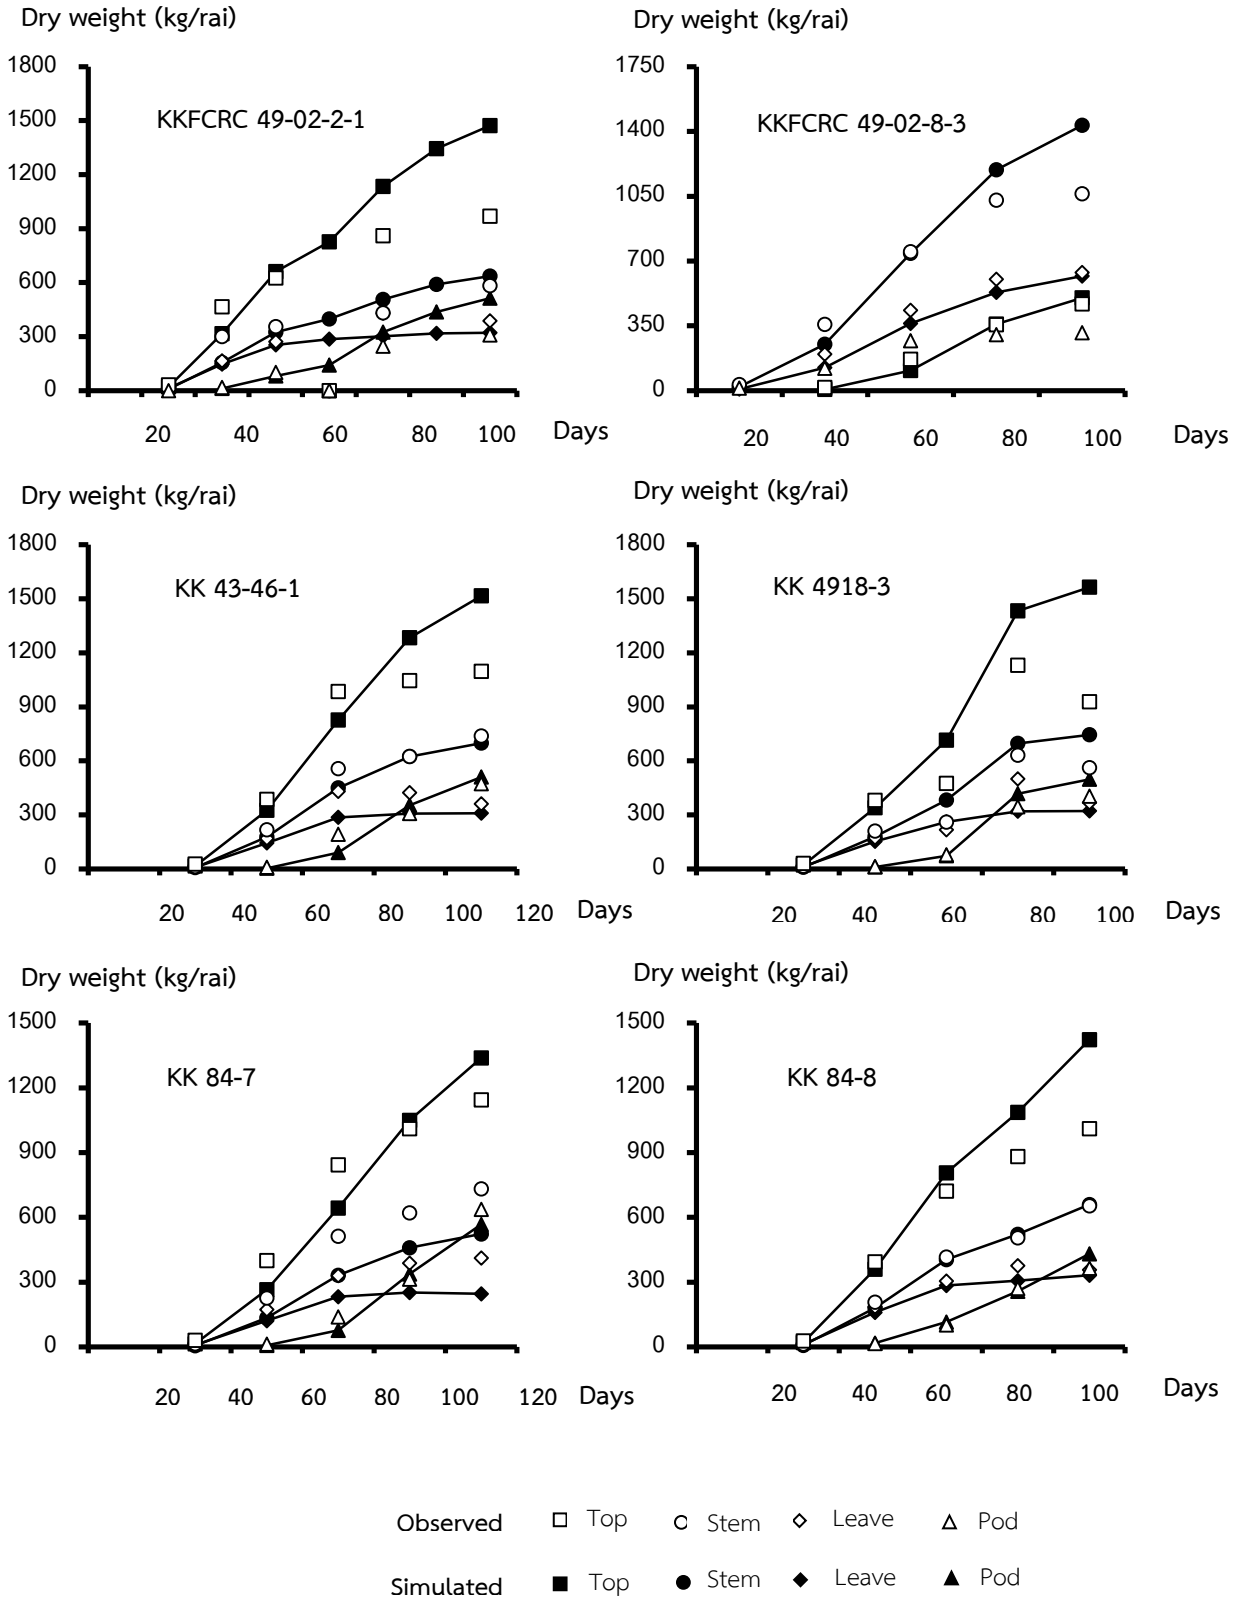 Dry weight (kg/rai)
1800
1500
1200
900
600
300
0
KKFCRC 49-02-2-1
20 40 60 80 100 Days
Dry weight (kg/rai)
1750
1400
1050
700
350
0
KKFCRC 49-02-8-3
20 40 60 80 100 Days
Dry weight (kg/rai)
1800
1500
1200
900
600
300
0
KK 43-46-1
20 40 60 80 100 120 Days
Dry weight (kg/rai)
1800
1500
1200
900
600
300
0
KK 4918-3
20 40 60 80 100 Days
Dry weight (kg/rai)
1500
1200
900
600
300
0
KK 84-7
20 40 60 80 100 120 Days
Dry weight (kg/rai)
1500
1200
900
600
300
0
KK 84-8
20 40 60 80 100 Days
Observed Top Stem Leave Pod
Simulated Top Stem Leave Pod